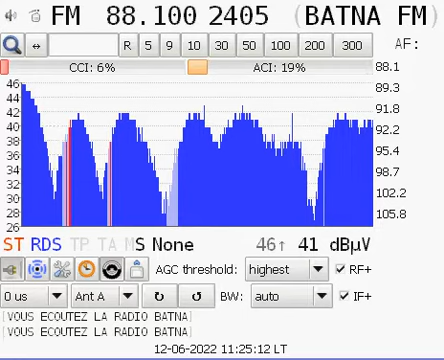 FM 88.100 2405 (BATNA FM)
R 5 9 10 30 50 100 200 300 AF:
CCI: 6% ACI: 19% 88.1
46 89.3
44
42 91.8
40 92.2
38
36 95.4
34
32 98.7
30 102.2
28 105.8
26
ST RDS TP TA MS None 46↑ 41 dBµV
AGC threshold: highest RF+
0 us Ant A BW: auto IF+
VOUS ECOUTEZ LA RADIO BATNA
VOUS ECOUTEZ LA RADIO BATNA
12-06-2022 11:25:12 LT